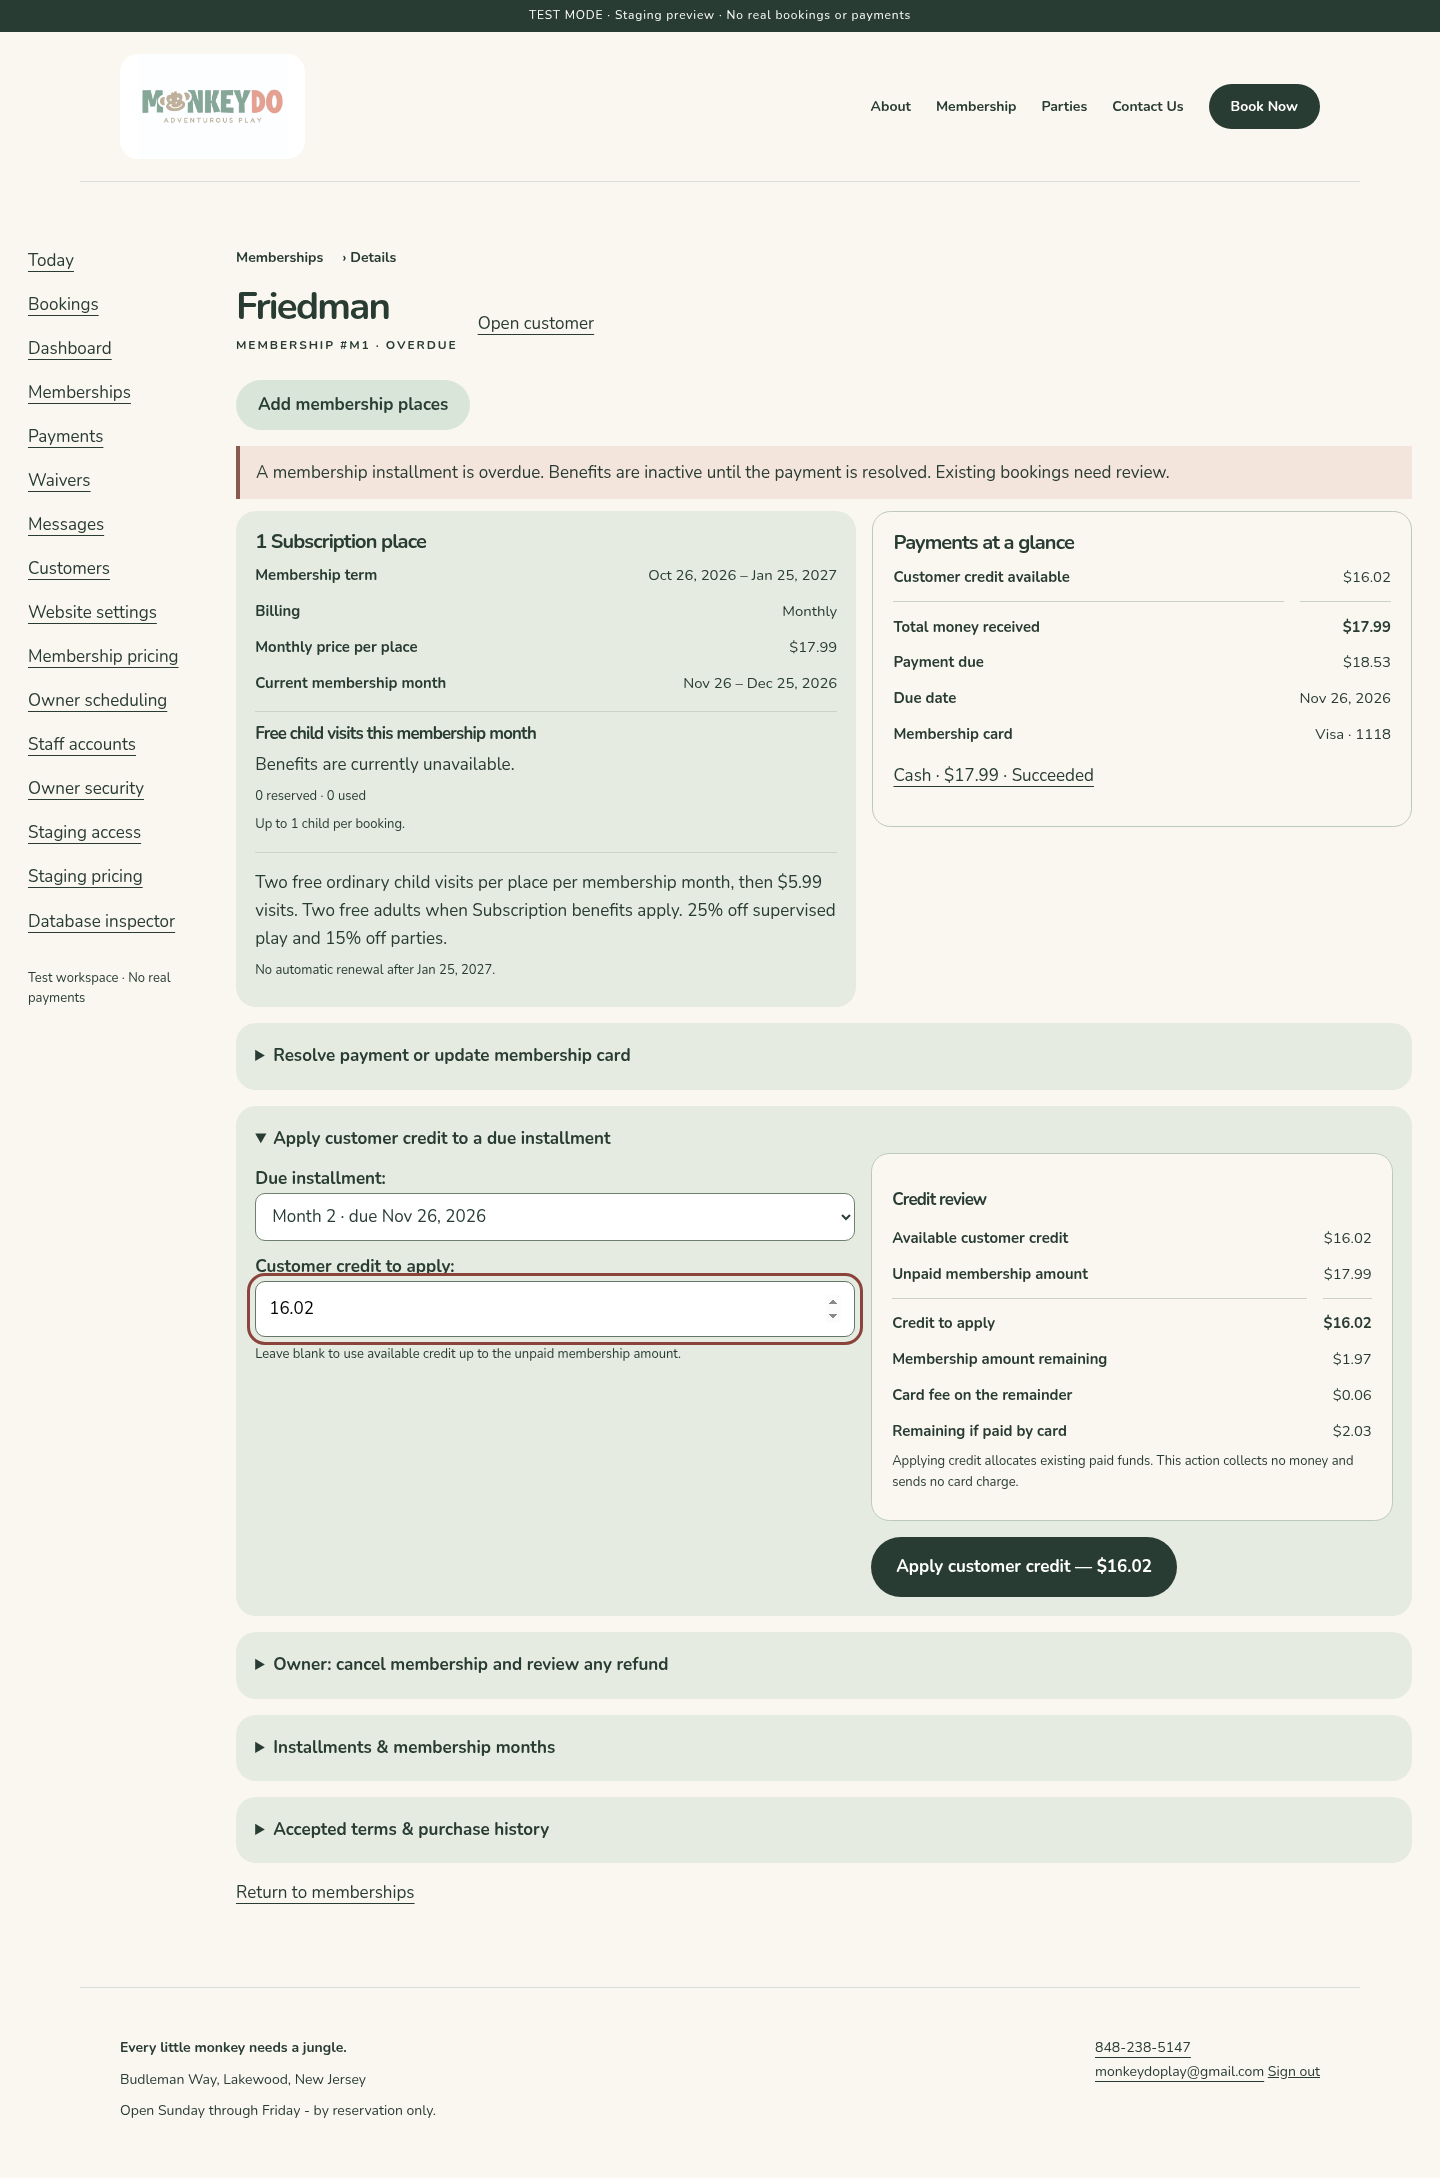 TEST MODE · Staging preview · No real bookings or payments
MONKEYDO
ADVENTUROUS PLAY
About Membership Parties Contact Us Book Now
Today
Bookings
Dashboard
Memberships
Payments
Waivers
Messages
Customers
Website settings
Membership pricing
Owner scheduling
Staff accounts
Owner security
Staging access
Staging pricing
Database inspector
Test workspace · No real
payments
Memberships › Details
Friedman
MEMBERSHIP #M1 · OVERDUE
Open customer
Add membership places
A membership installment is overdue. Benefits are inactive until the payment is resolved. Existing bookings need review.
1 Subscription place
Membership term Oct 26, 2026 – Jan 25, 2027
Billing Monthly
Monthly price per place $17.99
Current membership month Nov 26 – Dec 25, 2026
Free child visits this membership month
Benefits are currently unavailable.
0 reserved · 0 used
Up to 1 child per booking.
Two free ordinary child visits per place per membership month, then $5.99
visits. Two free adults when Subscription benefits apply. 25% off supervised
play and 15% off parties.
No automatic renewal after Jan 25, 2027.
Payments at a glance
Customer credit available $16.02
Total money received $17.99
Payment due $18.53
Due date Nov 26, 2026
Membership card Visa · 1118
Cash · $17.99 · Succeeded
▶ Resolve payment or update membership card
▼ Apply customer credit to a due installment
Due installment:
Month 2 · due Nov 26, 2026
Customer credit to apply:
16.02
Leave blank to use available credit up to the unpaid membership amount.
Credit review
Available customer credit $16.02
Unpaid membership amount $17.99
Credit to apply $16.02
Membership amount remaining $1.97
Card fee on the remainder $0.06
Remaining if paid by card $2.03
Applying credit allocates existing paid funds. This action collects no money and
sends no card charge.
Apply customer credit — $16.02
▶ Owner: cancel membership and review any refund
▶ Installments & membership months
▶ Accepted terms & purchase history
Return to memberships
Every little monkey needs a jungle.
Budleman Way, Lakewood, New Jersey
Open Sunday through Friday - by reservation only.
848-238-5147
monkeydoplay@gmail.com Sign out